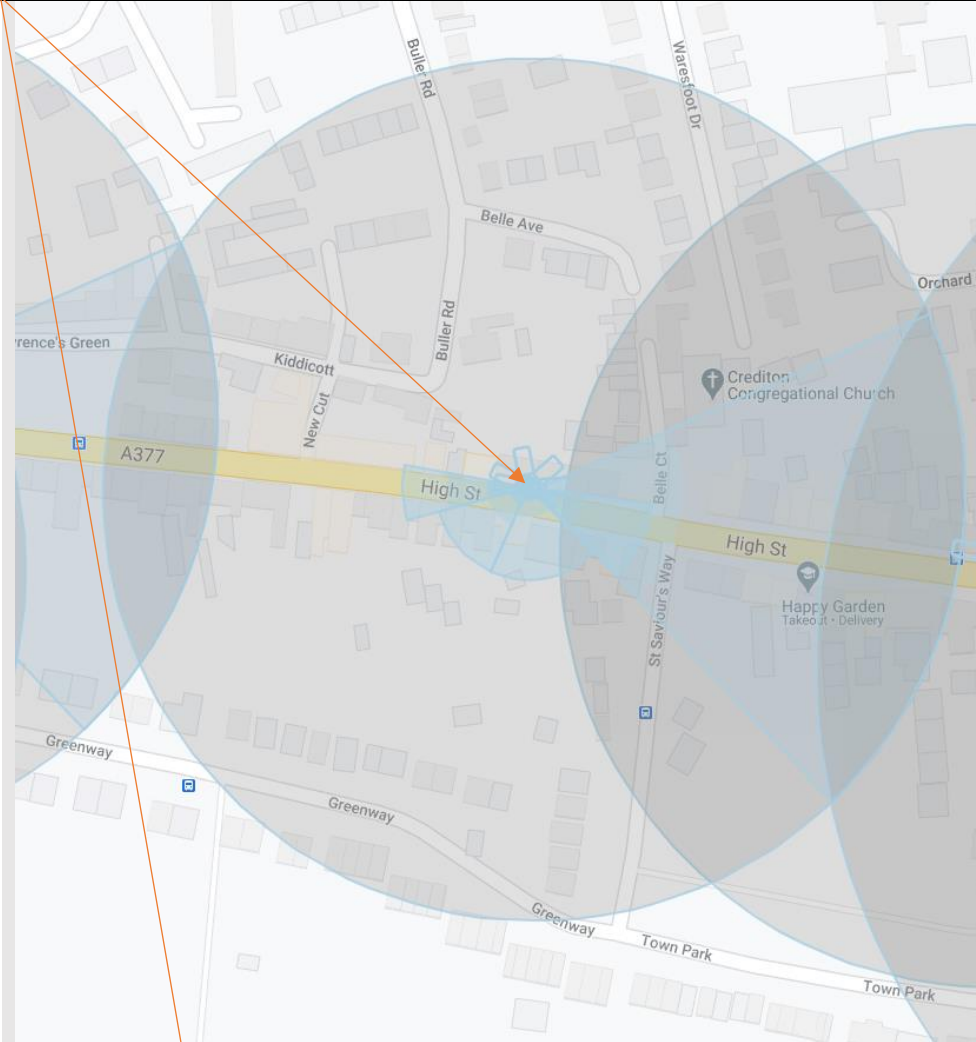 Buller Rd
Waresfoot Dr
Belle Ave
Orchard
rence's Green
Kiddicott
Buller Rd
New Cut
Crediton
Congregational Church
A377
High St
Belle Ct
High St
St Saviour's Way
Happy Garden
Takeout • Delivery
Greenway
Greenway
Greenway
Town Park
Town Park